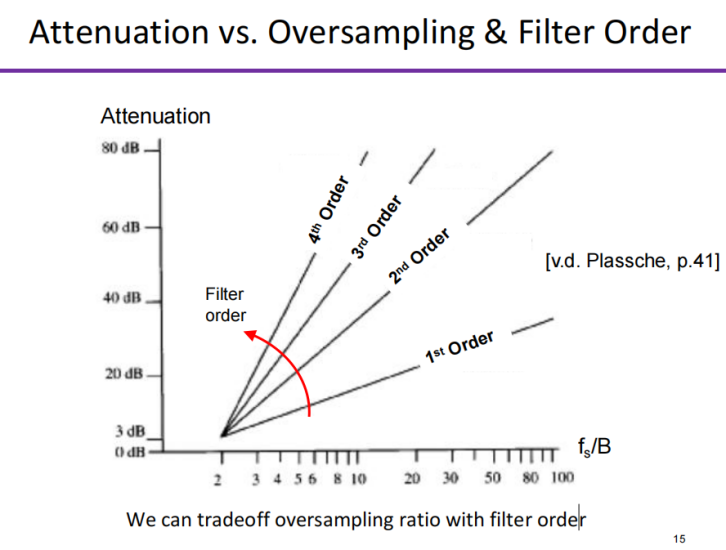 Attenuation vs. Oversampling & Filter Order
Attenuation
80 dB
60 dB
40 dB
20 dB
3 dB
0 dB
4th Order
3rd Order
2nd Order
1st Order
[v.d. Plassche, p.41]
Filter
order
fs/B
2 3 4 5 6 8 10 20 30 50 80 100
We can tradeoff oversampling ratio with filter order
15